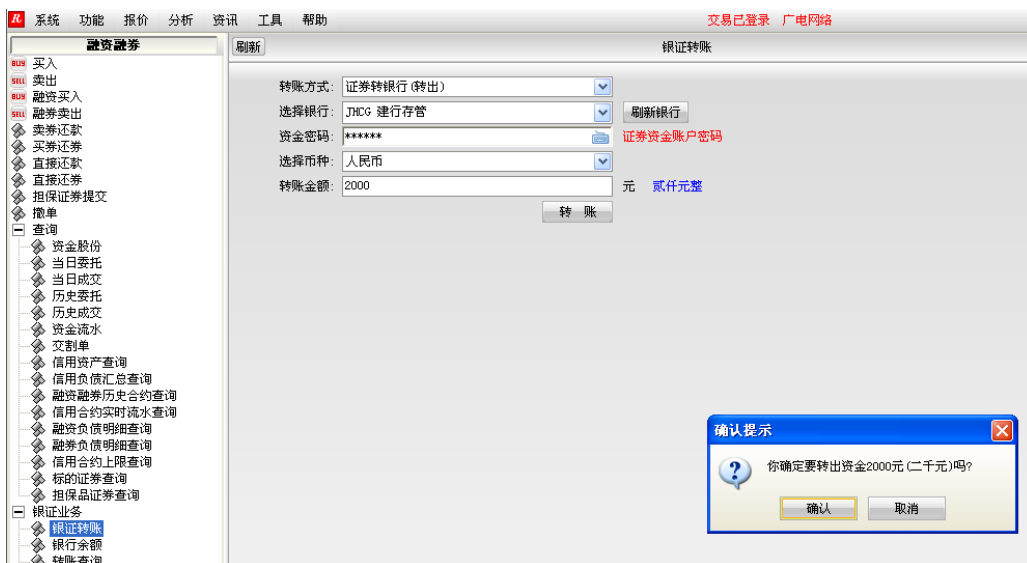 R 系统 功能 报价 分析 资讯 工具 帮助 交易已登录 广电网络
融资融券
刷新 银证转账
BUY 买入
SELL 卖出
BUY 融资买入
SELL 融券卖出
卖券还款
买券还券
直接还款
直接还券
担保证券提交
撤单
查询
资金股份
当日委托
当日成交
历史委托
历史成交
资金流水
交割单
信用资产查询
信用负债汇总查询
融资融券历史合约查询
信用合约实时流水查询
融资负债明细查询
融券负债明细查询
信用合约上限查询
标的证券查询
担保品证券查询
银证业务
银证转账
银行余额
转账查询
转账方式: 证券转银行(转出)
选择银行: JHCG 建行存管 刷新银行
资金密码: ****** 证券资金账户密码
选择币种: 人民币
转账金额: 2000 元 贰仟元整
转 账
确认提示
? 你确定要转出资金2000元(二千元)吗?
确认 取消